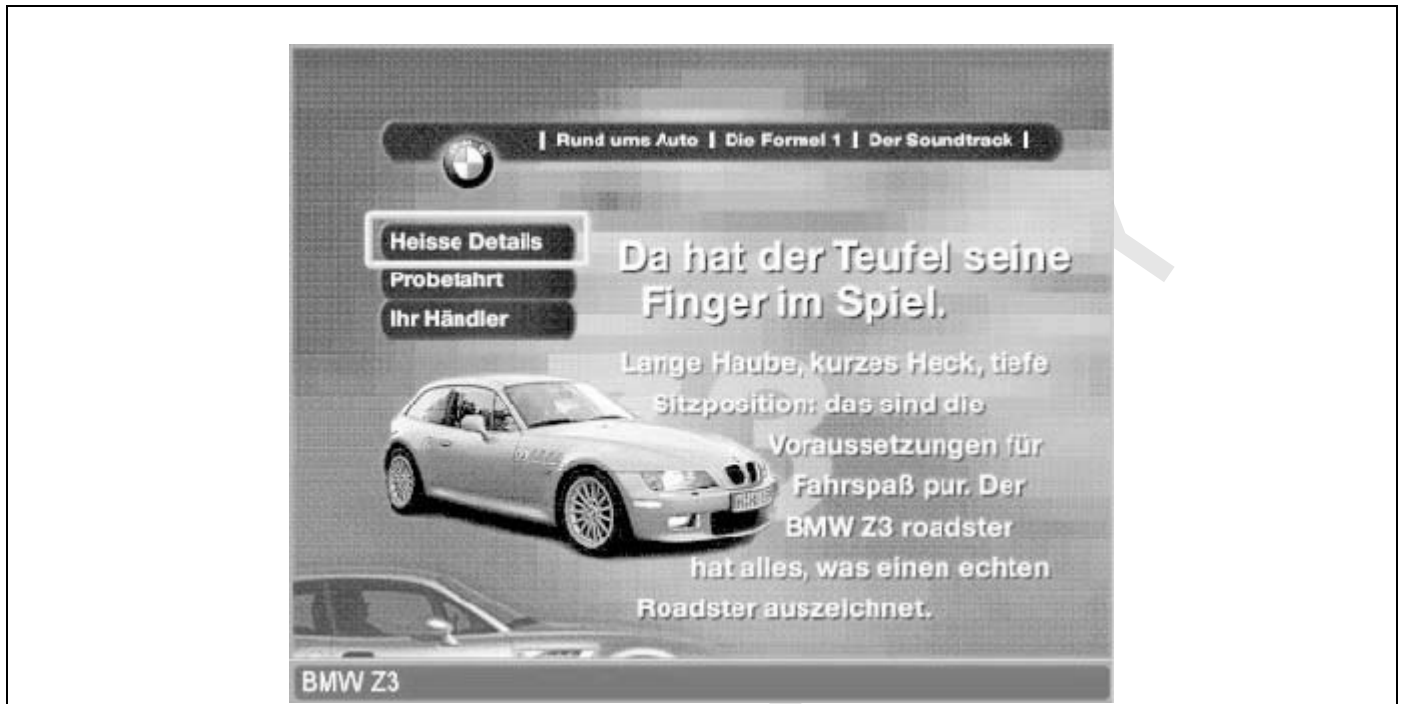 | Rund ums Auto | Die Formel 1 | Der Soundtrack |
Heisse Details
Probefahrt
Ihr Händler
Da hat der Teufel seine
Finger im Spiel.
Lange Haube, kurzes Heck, tiefe
Sitzposition: das sind die
Voraussetzungen für
Fahrspaß pur. Der
BMW Z3 roadster
hat alles, was einen echten
Roadster auszeichnet.
BMW Z3